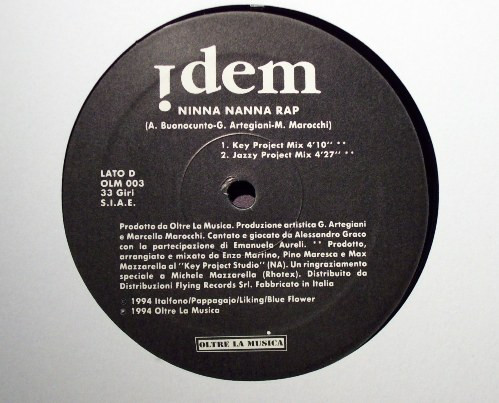 idem
NINNA NANNA RAP
(A. Buonocunto-G. Artegiani-M. Marocchi)
1. Key Project Mix 4'10" **
2. Jazzy Project Mix 4'27" **
LATO D
OLM 003
33 Giri
S.I.A.E.
Prodotto da Oltre La Musica. Produzione artistica G. Artegiani
e Marcello Marocchi. Cantato e giocato da Alessandro Graco
con la partecipazione di Emanuela Aureli. ** Prodotto,
arrangiato e mixato da Enzo Martino, Pino Maresca e Max
Mazzarella al "Key Project Studio" (NA). Un ringraziamento
speciale a Michele Mazzarella (Rhotex). Distribuito da
Distribuzioni Flying Records Srl. Fabbricato in Italia
℗ 1994 Italfono/Pappagajo/Liking/Blue Flower
© 1994 Oltre La Musica
OLTRE LA MUSICA